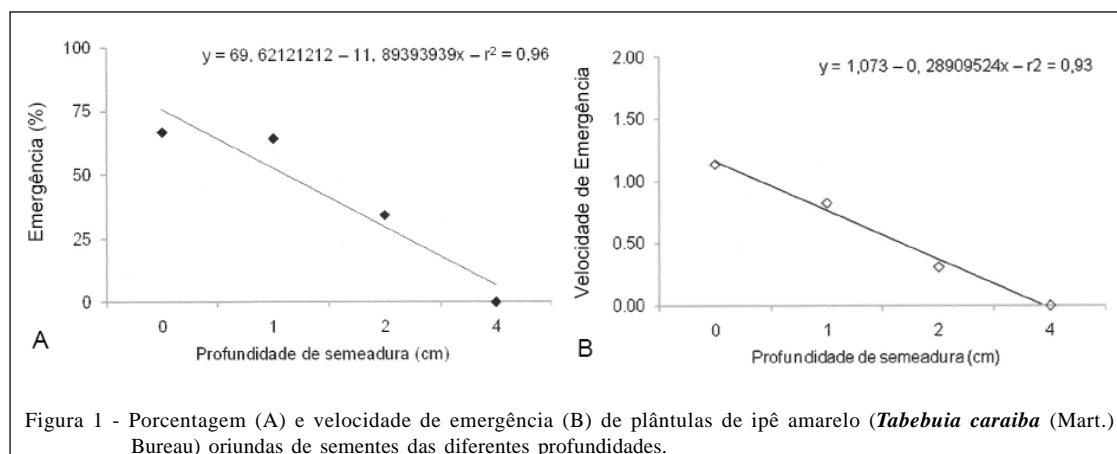 y = 69, 62121212 – 11, 89393939x – r² = 0,96
100
75
50
25
0
Emergência (%)
0 1 2 4
A
Profundidade de semeadura (cm)
y = 1,073 – 0, 28909524x – r2 = 0,93
2.00
1.50
1.00
0.50
0.00
Velocidade de Emergência
0 1 2 4
B
Profundidade de semeadura (cm)
Figura 1 - Porcentagem (A) e velocidade de emergência (B) de plântulas de ipê amarelo (Tabebuia caraiba (Mart.)
Bureau) oriundas de sementes das diferentes profundidades.